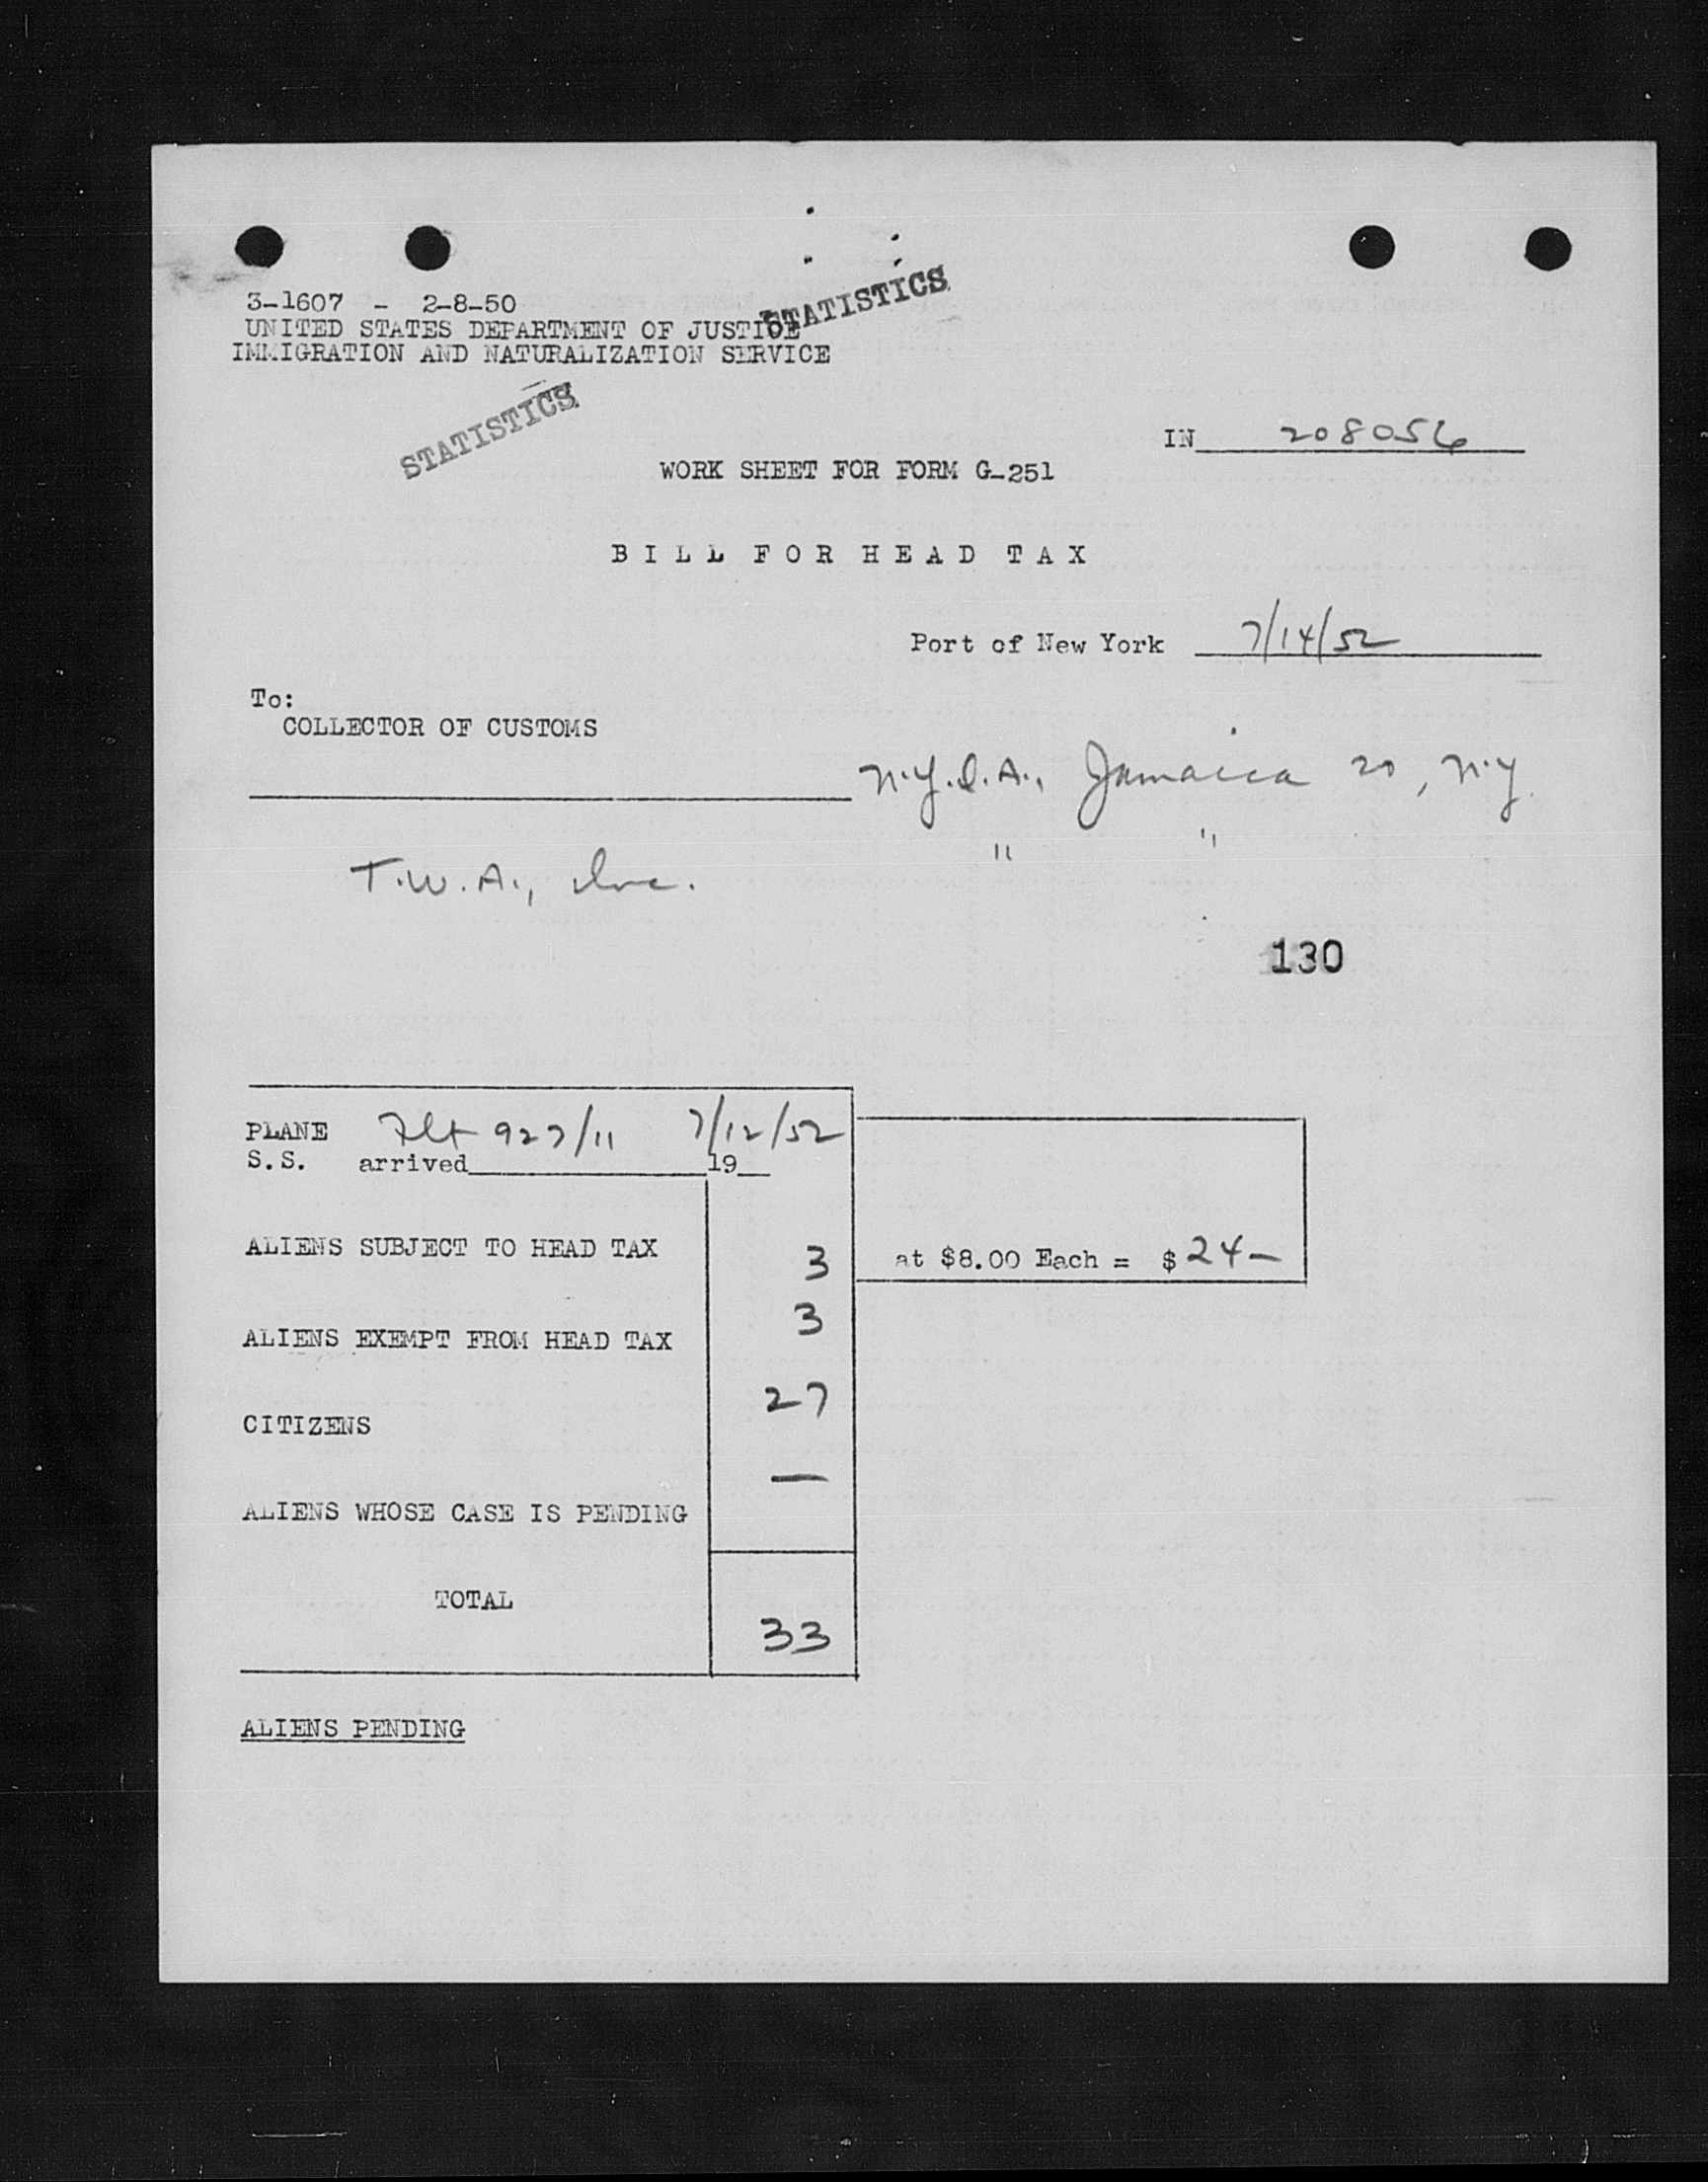 3-1607 - 2-8-50
STATISTICS
UNITED STATES DEPARTMENT OF JUSTICE
IMMIGRATION AND NATURALIZATION SERVICE
STATISTICS
IN 208056
WORK SHEET FOR FORM G-251
BILL FOR HEAD TAX
Port of New York 7/14/52
To:
COLLECTOR OF CUSTOMS
N.Y.I.A., Jamaica 20, N.Y.
T.W.A., Inc. " "
130
PLANE Flt 927/11 7/12/52
S.S. arrived 19
ALIENS SUBJECT TO HEAD TAX 3 at $8.00 Each = $ 24-
ALIENS EXEMPT FROM HEAD TAX 3
CITIZENS 27
ALIENS WHOSE CASE IS PENDING —
TOTAL 33
ALIENS PENDING